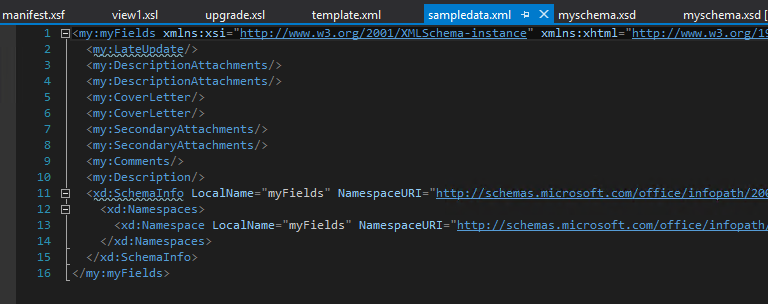 manifest.xsf view1.xsl upgrade.xsl template.xml sampledata.xml myschema.xsd myschema.xsd [
1 <my:myFields xmlns:xsi="http://www.w3.org/2001/XMLSchema-instance" xmlns:xhtml="http://www.w3.org/19
2 <my:LateUpdate/>
3 <my:DescriptionAttachments/>
4 <my:DescriptionAttachments/>
5 <my:CoverLetter/>
6 <my:CoverLetter/>
7 <my:SecondaryAttachments/>
8 <my:SecondaryAttachments/>
9 <my:Comments/>
10 <my:Description/>
11 <xd:SchemaInfo LocalName="myFields" NamespaceURI="http://schemas.microsoft.com/office/infopath/200
12 <xd:Namespaces>
13 <xd:Namespace LocalName="myFields" NamespaceURI="http://schemas.microsoft.com/office/infopath/
14 </xd:Namespaces>
15 </xd:SchemaInfo>
16 </my:myFields>